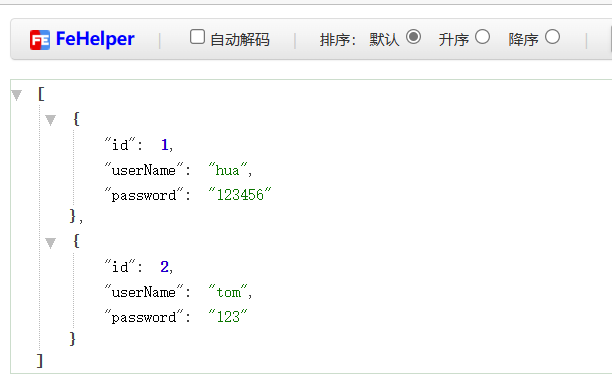 FeHelper | 自动解码 | 排序: 默认 升序 降序 |
[
{
"id": 1,
"userName": "hua",
"password": "123456"
},
{
"id": 2,
"userName": "tom",
"password": "123"
}
]